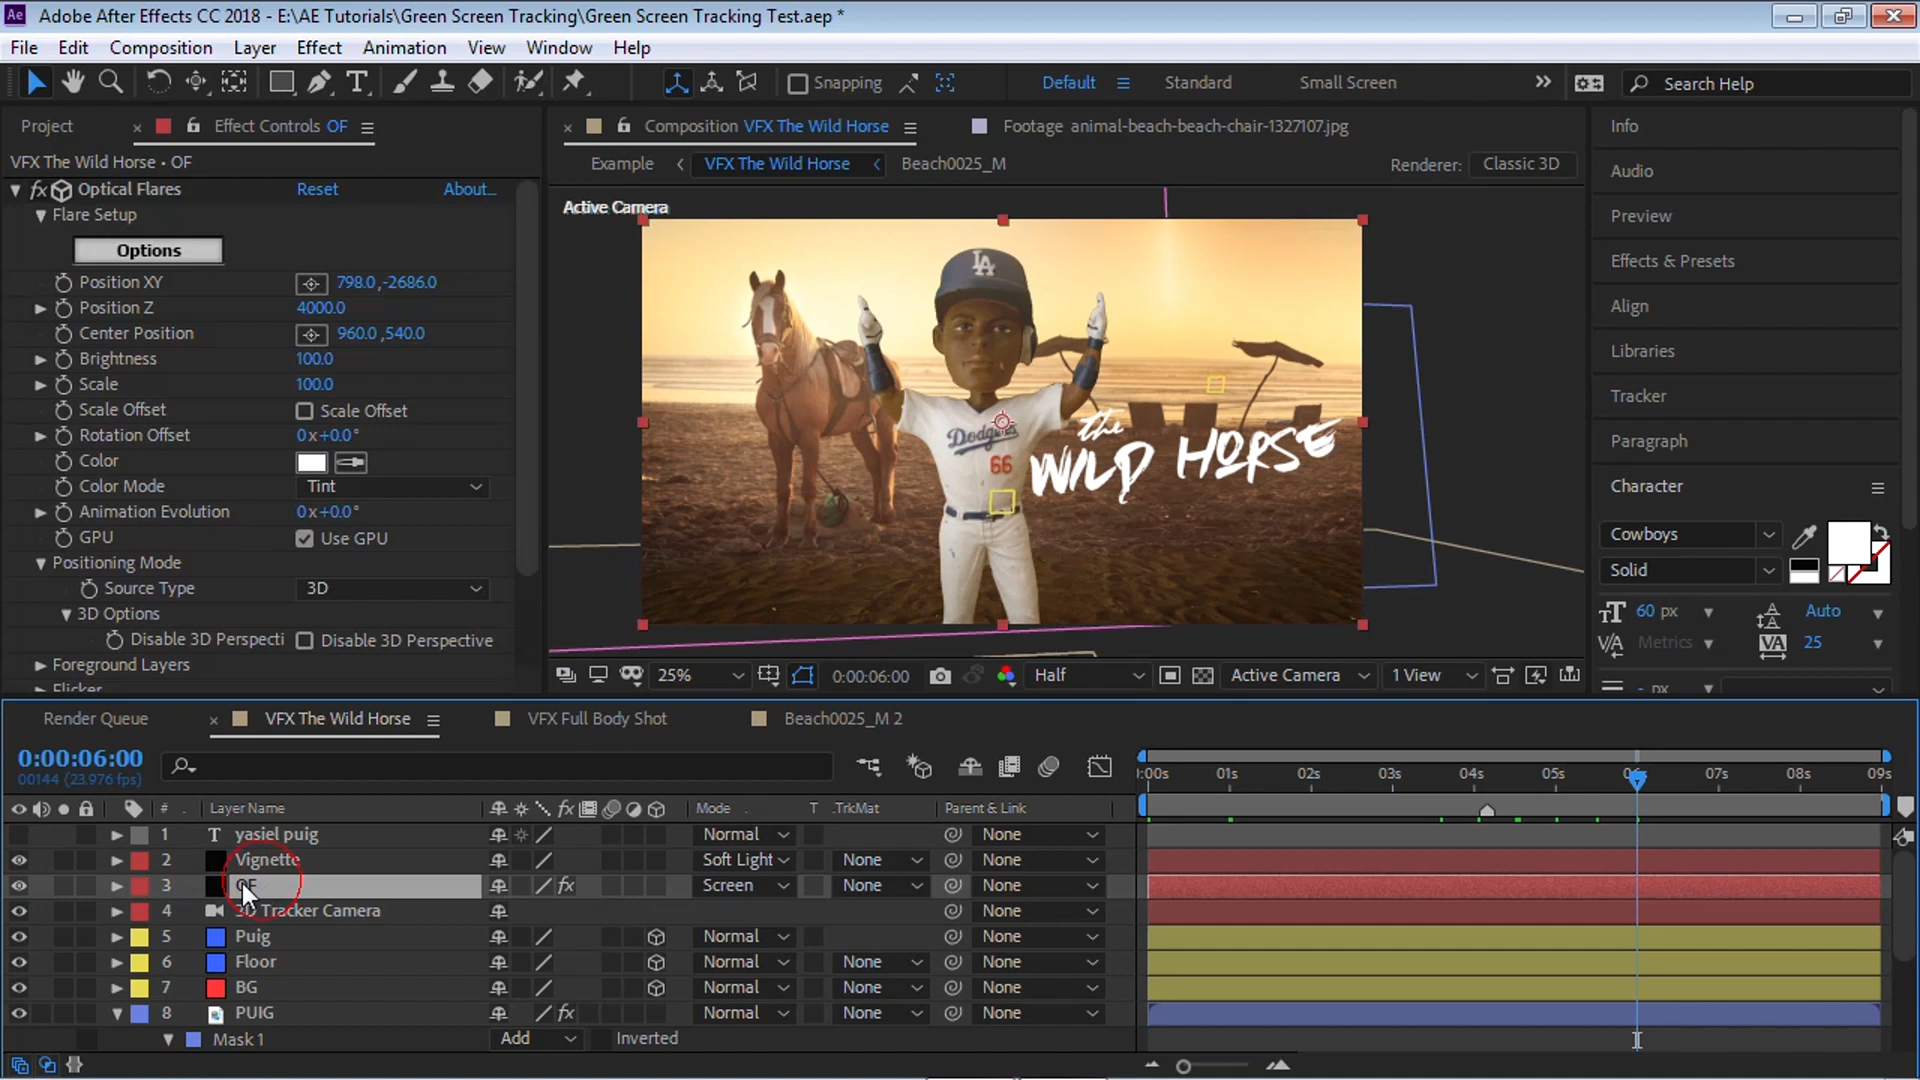 Adobe After Effects CC 2018 - E:\AE Tutorials\Green Screen Tracking\Green Screen Tracking Test.aep *
File Edit Composition Layer Effect Animation View Window Help
Snapping Default Standard Small Screen Search Help
Project Effect Controls OF
Composition VFX The Wild Horse Footage animal-beach-beach-chair-1327107.jpg
Info
VFX The Wild Horse • OF
Example VFX The Wild Horse Beach0025_M Renderer: Classic 3D
Audio
fx Optical Flares Reset About...
Active Camera
Flare Setup
Preview
Options
Effects & Presets
Position XY 798.0,-2686.0
Position Z 4000.0
Align
Center Position 960.0,540.0
Brightness 100.0
Libraries
Scale 100.0
Scale Offset Scale Offset
Tracker
Rotation Offset 0x+0.0°
Paragraph
Color
Color Mode Tint
Character
Animation Evolution 0x+0.0°
GPU Use GPU
Cowboys
Positioning Mode
Solid
Source Type 3D
3D Options
60 px Auto
Disable 3D Perspecti Disable 3D Perspective
Metrics 25
Foreground Layers
Flicker
- px
LA
Dodgers
66
the
WILD HORSE
25% 0:00:06:00 Half Active Camera 1 View
Render Queue VFX The Wild Horse VFX Full Body Shot Beach0025_M 2
0:00:06:00
00144 (23.976 fps)
:00s 01s 02s 03s 04s 05s 06s 07s 08s 09s
# Layer Name fx Mode T .TrkMat Parent & Link
1 T yasiel puig Normal None
2 Vignette Soft Light None None
3 OF fx Screen None None
4 3D Tracker Camera None
5 Puig Normal None
6 Floor Normal None None
7 BG Normal None None
8 PUIG fx Normal None None
Mask 1 Add Inverted